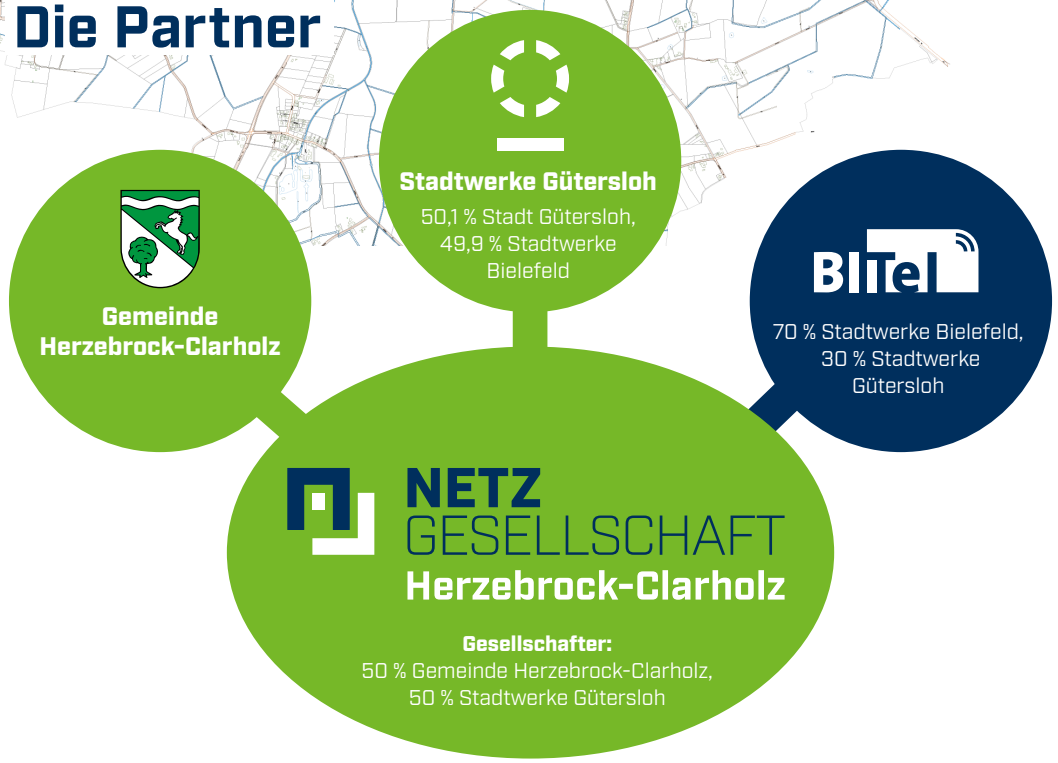 Die Partner
Stadtwerke Gütersloh
50,1 % Stadt Gütersloh,
49,9 % Stadtwerke
Bielefeld
Gemeinde
Herzebrock-Clarholz
BITel
70 % Stadtwerke Bielefeld,
30 % Stadtwerke
Gütersloh
NETZ
GESELLSCHAFT
Herzebrock-Clarholz
Gesellschafter:
50 % Gemeinde Herzebrock-Clarholz,
50 % Stadtwerke Gütersloh